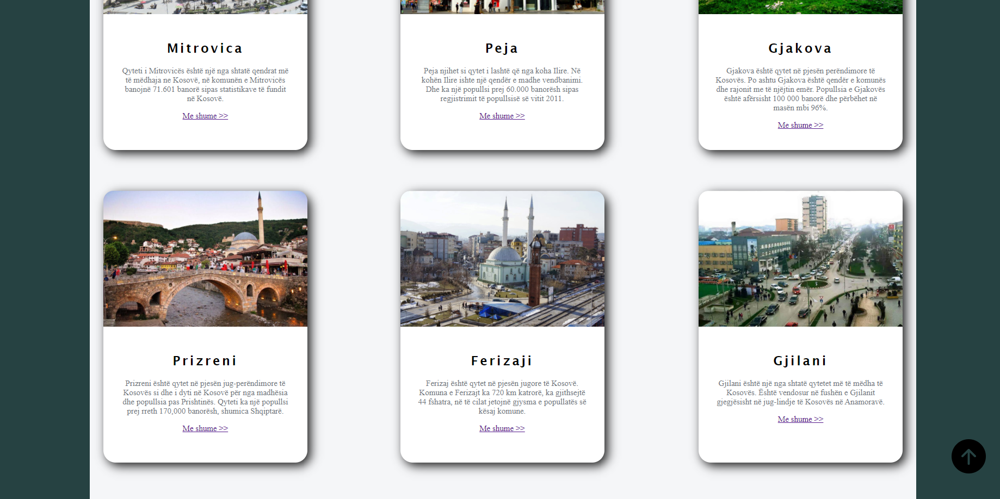 Mitrovica
Qyteti i Mitrovicës është një nga shtatë qendrat më
të mëdhaja ne Kosovë, në komunën e Mitrovicës
banojnë 71.601 banorë sipas statistikave të fundit
në Kosovë.
Me shume >>
Peja
Peja njihet si qytet i lashtë që nga koha Ilire. Në
kohën Ilire ishte një qendër e madhe vendbanimi.
Dhe ka një popullsi prej 60.000 banorësh sipas
regjistrimit të popullsisë së vitit 2011.
Me shume >>
Gjakova
Gjakova është qytet në pjesën perëndimore të
Kosovës. Po ashtu Gjakova është qendër e komunës
dhe rajonit me të njëjtin emër. Popullsia e Gjakovës
është afërsisht 100 000 banorë dhe përbëhet në
masën mbi 96%.
Me shume >>
Prizreni
Prizreni është qytet në pjesën jug-perëndimore të
Kosovës si dhe i dyti në Kosovë për nga madhësia
dhe popullsia pas Prishtinës. Qyteti ka një popullsi
prej rreth 170,000 banorësh, shumica Shqiptarë.
Me shume >>
Ferizaji
Ferizaj është qytet në pjesën jugore të Kosovë.
Komuna e Ferizajt ka 720 km katrorë, ka gjithsejtë
44 fshatra, në të cilat jetojnë gjysma e popullatës së
kësaj komune.
Me shume >>
Gjilani
Gjilani është një nga shtatë qytetet më të mëdha të
Kosovës. Është vendosur në fushën e Gjilanit
gjegjësisht në jug-lindje të Kosovës në Anamoravë.
Me shume >>